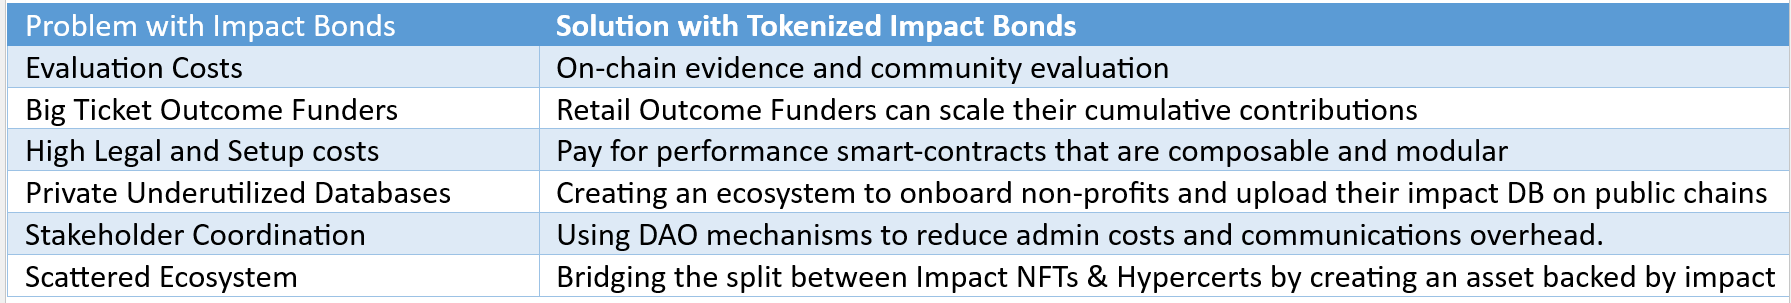 Problem with Impact Bonds Solution with Tokenized Impact Bonds
Evaluation Costs On-chain evidence and community evaluation
Big Ticket Outcome Funders Retail Outcome Funders can scale their cumulative contributions
High Legal and Setup costs Pay for performance smart-contracts that are composable and modular
Private Underutilized Databases Creating an ecosystem to onboard non-profits and upload their impact DB on public chains
Stakeholder Coordination Using DAO mechanisms to reduce admin costs and communications overhead.
Scattered Ecosystem Bridging the split between Impact NFTs & Hypercerts by creating an asset backed by impact